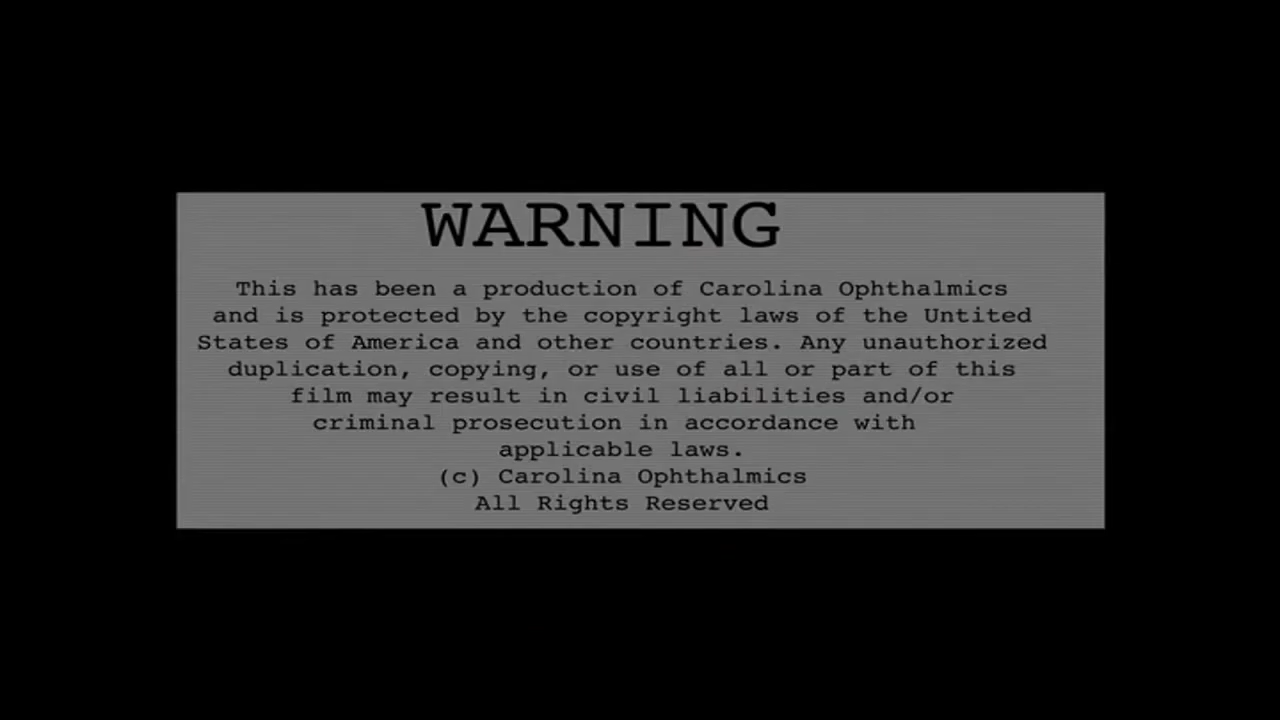 WARNING
This has been a production of Carolina Ophthalmics
and is protected by the copyright laws of the Untited
States of America and other countries. Any unauthorized
duplication, copying, or use of all or part of this
film may result in civil liabilities and/or
criminal prosecution in accordance with
applicable laws.
(c) Carolina Ophthalmics
All Rights Reserved